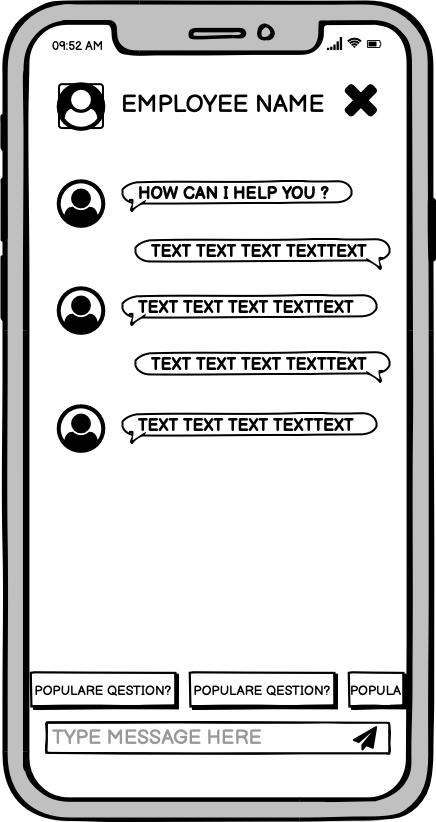 09:52 AM
EMPLOYEE NAME
HOW CAN I HELP YOU ?
TEXT TEXT TEXT TEXTTEXT
TEXT TEXT TEXT TEXTTEXT
TEXT TEXT TEXT TEXTTEXT
TEXT TEXT TEXT TEXTTEXT
POPULARE QESTION? POPULARE QESTION? POPULA
TYPE MESSAGE HERE